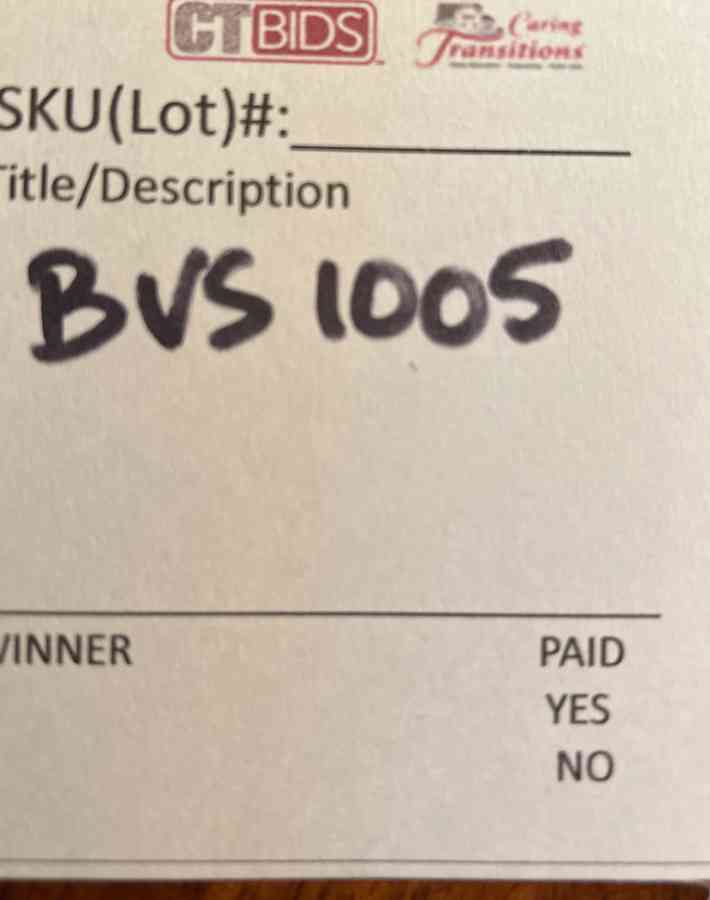 CTBIDS
Caring
Transitions
SKU(Lot)#:
Title/Description
BVS 1005
WINNER PAID
YES
NO